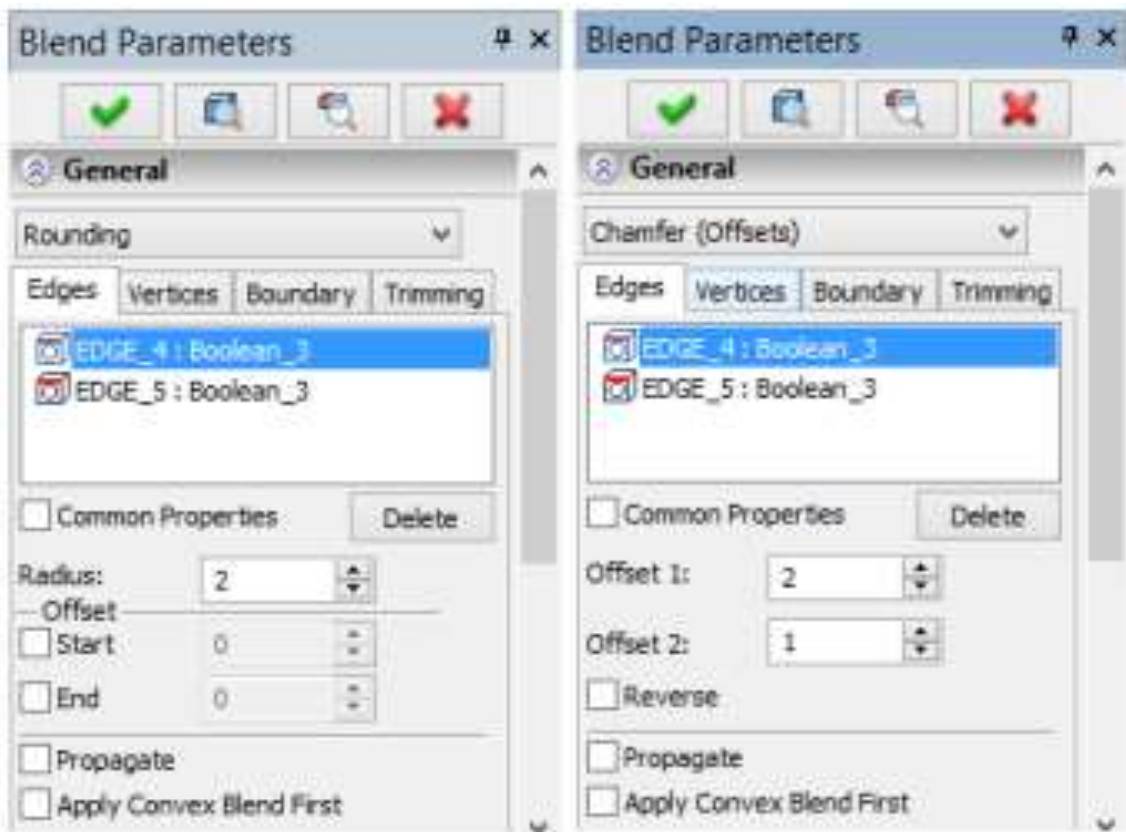 Blend Parameters
General
Rounding
Edges Vertices Boundary Trimming
EDGE_4 : Boolean_3
EDGE_5 : Boolean_3
Common Properties Delete
Radius: 2
Offset
Start 0
End 0
Propagate
Apply Convex Blend First
Blend Parameters
General
Chamfer (Offsets)
Edges Vertices Boundary Trimming
EDGE_4 : Boolean_3
EDGE_5 : Boolean_3
Common Properties Delete
Offset 1: 2
Offset 2: 1
Reverse
Propagate
Apply Convex Blend First